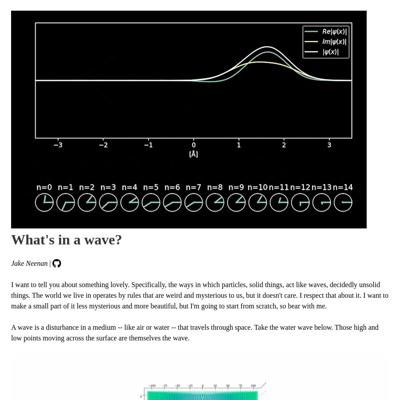 Re|ψ(x)|
Im|ψ(x)|
|ψ(x)|
−3 −2 −1 0 1 2 3
[Å]
n=0 n=1 n=2 n=3 n=4 n=5 n=6 n=7 n=8 n=9 n=10 n=11 n=12 n=13 n=14
What's in a wave?
Jake Neenan |
I want to tell you about something lovely. Specifically, the ways in which particles, solid things, act like waves, decidedly unsolid
things. The world we live in operates by rules that are weird and mysterious to us, but it doesn't care. I respect that about it. I want to
make a small part of it less mysterious and more beautiful, but I'm going to start from scratch, so bear with me.
A wave is a disturbance in a medium -- like air or water -- that travels through space. Take the water wave below. Those high and
low points moving across the surface are themselves the wave.